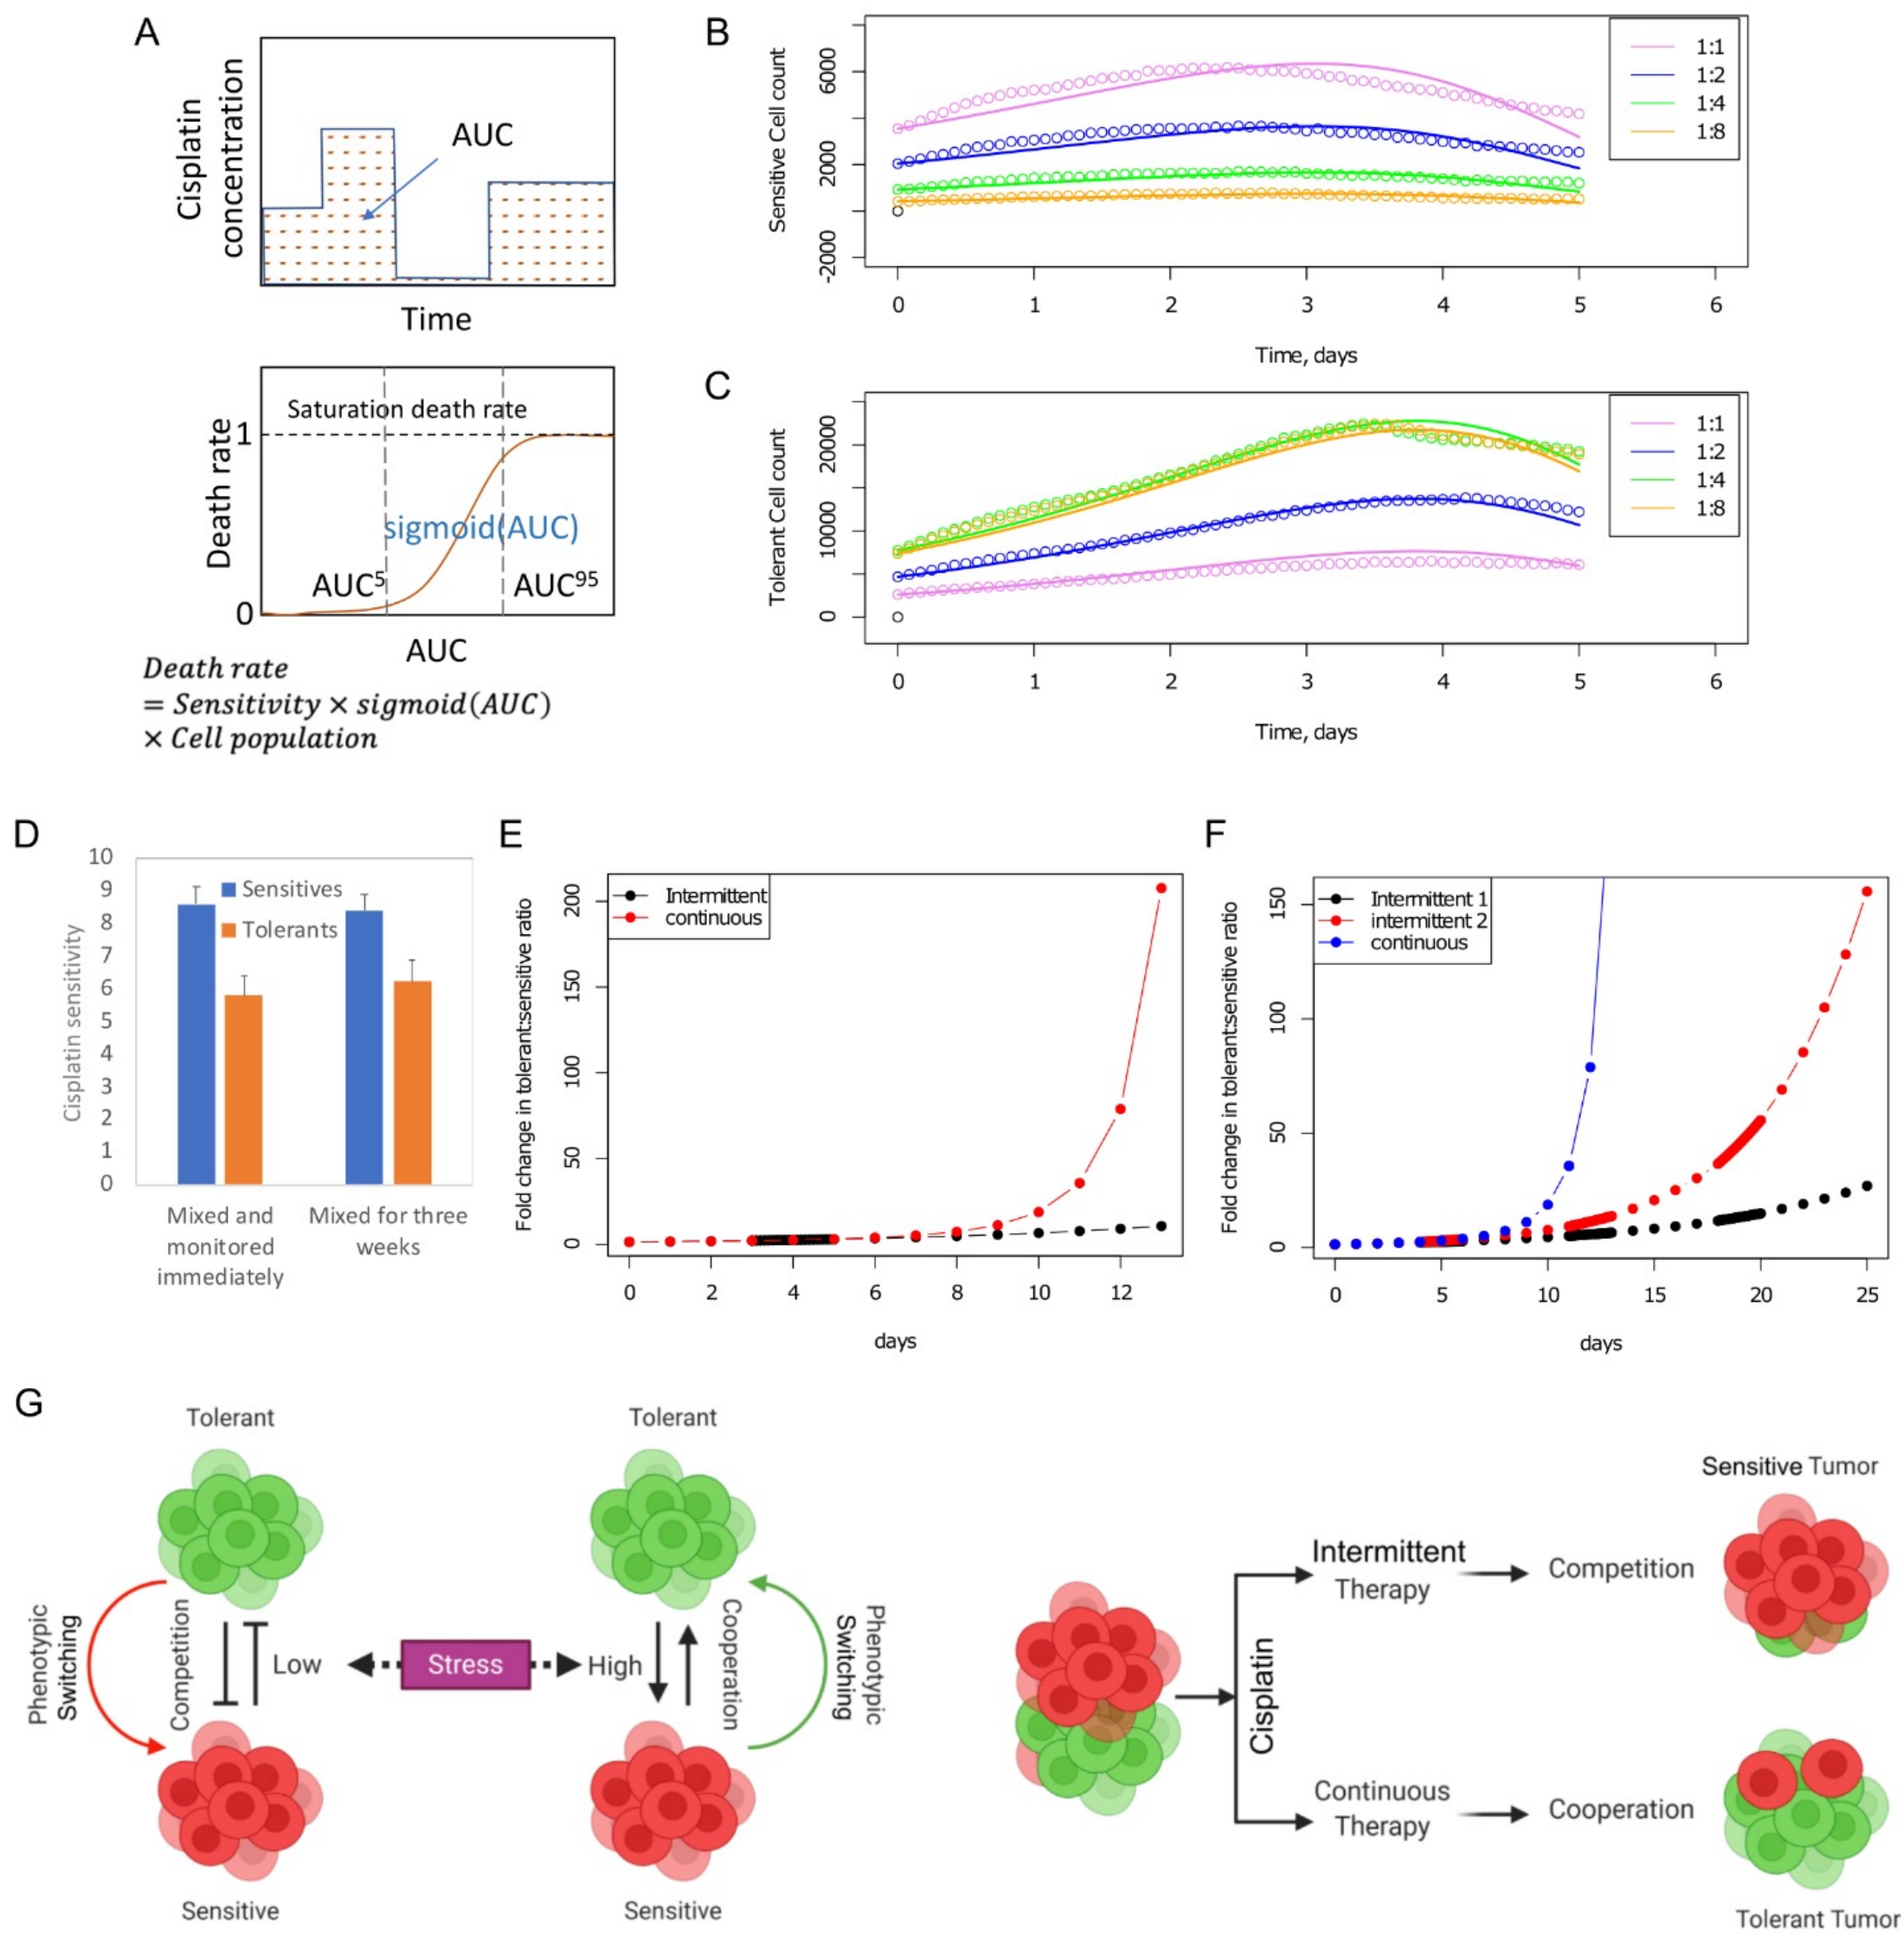 A
Cisplatin
concentration
AUC
Time
Saturation death rate
Death rate
1
sigmoid(AUC)
AUC5
AUC95
0
AUC
Death rate
= Sensitivity × sigmoid(AUC)
× Cell population
B
Sensitive Cell count
-2000
2000
6000
1:1
1:2
1:4
1:8
0 1 2 3 4 5 6
Time, days
C
Tolerant Cell count
0
10000
20000
1:1
1:2
1:4
1:8
0 1 2 3 4 5 6
Time, days
D
Cisplatin sensitivity
10
9
8
7
6
5
4
3
2
1
0
Sensitives
Tolerants
Mixed and
monitored
immediately
Mixed for three
weeks
E
Fold change in tolerant:sensitive ratio
0 50 100 150 200
Intermittent
continuous
0 2 4 6 8 10 12
days
F
Fold change in tolerant:sensitive ratio
0 50 100 150
Intermittent 1
intermittent 2
continuous
0 5 10 15 20 25
days
G
Tolerant
Phenotypic
Switching
Competition
Low
Sensitive
Stress
Tolerant
High
Cooperation
Phenotypic
Switching
Sensitive
Cisplatin
Intermittent
Therapy
Competition
Sensitive Tumor
Continuous
Therapy
Cooperation
Tolerant Tumor